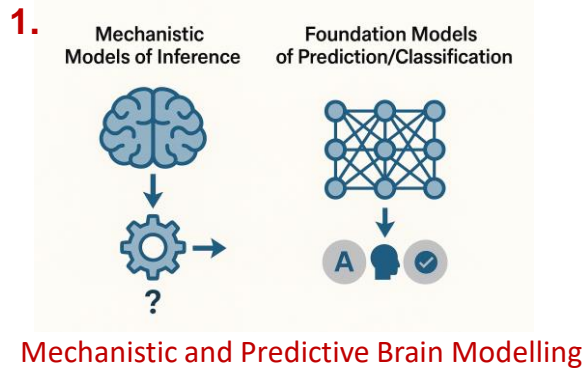 1.
Mechanistic
Models of Inference
Foundation Models
of Prediction/Classification
?
A
Mechanistic and Predictive Brain Modelling